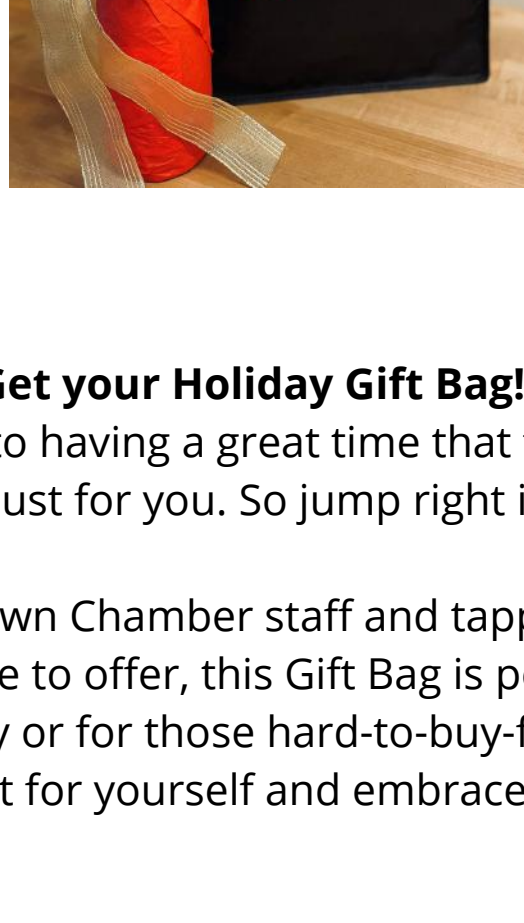 Get your Holiday Gift Bag!
to having a great time that
ust for you. So jump right i
wn Chamber staff and tapp
e to offer, this Gift Bag is p
y or for those hard-to-buy-f
t for yourself and embrace